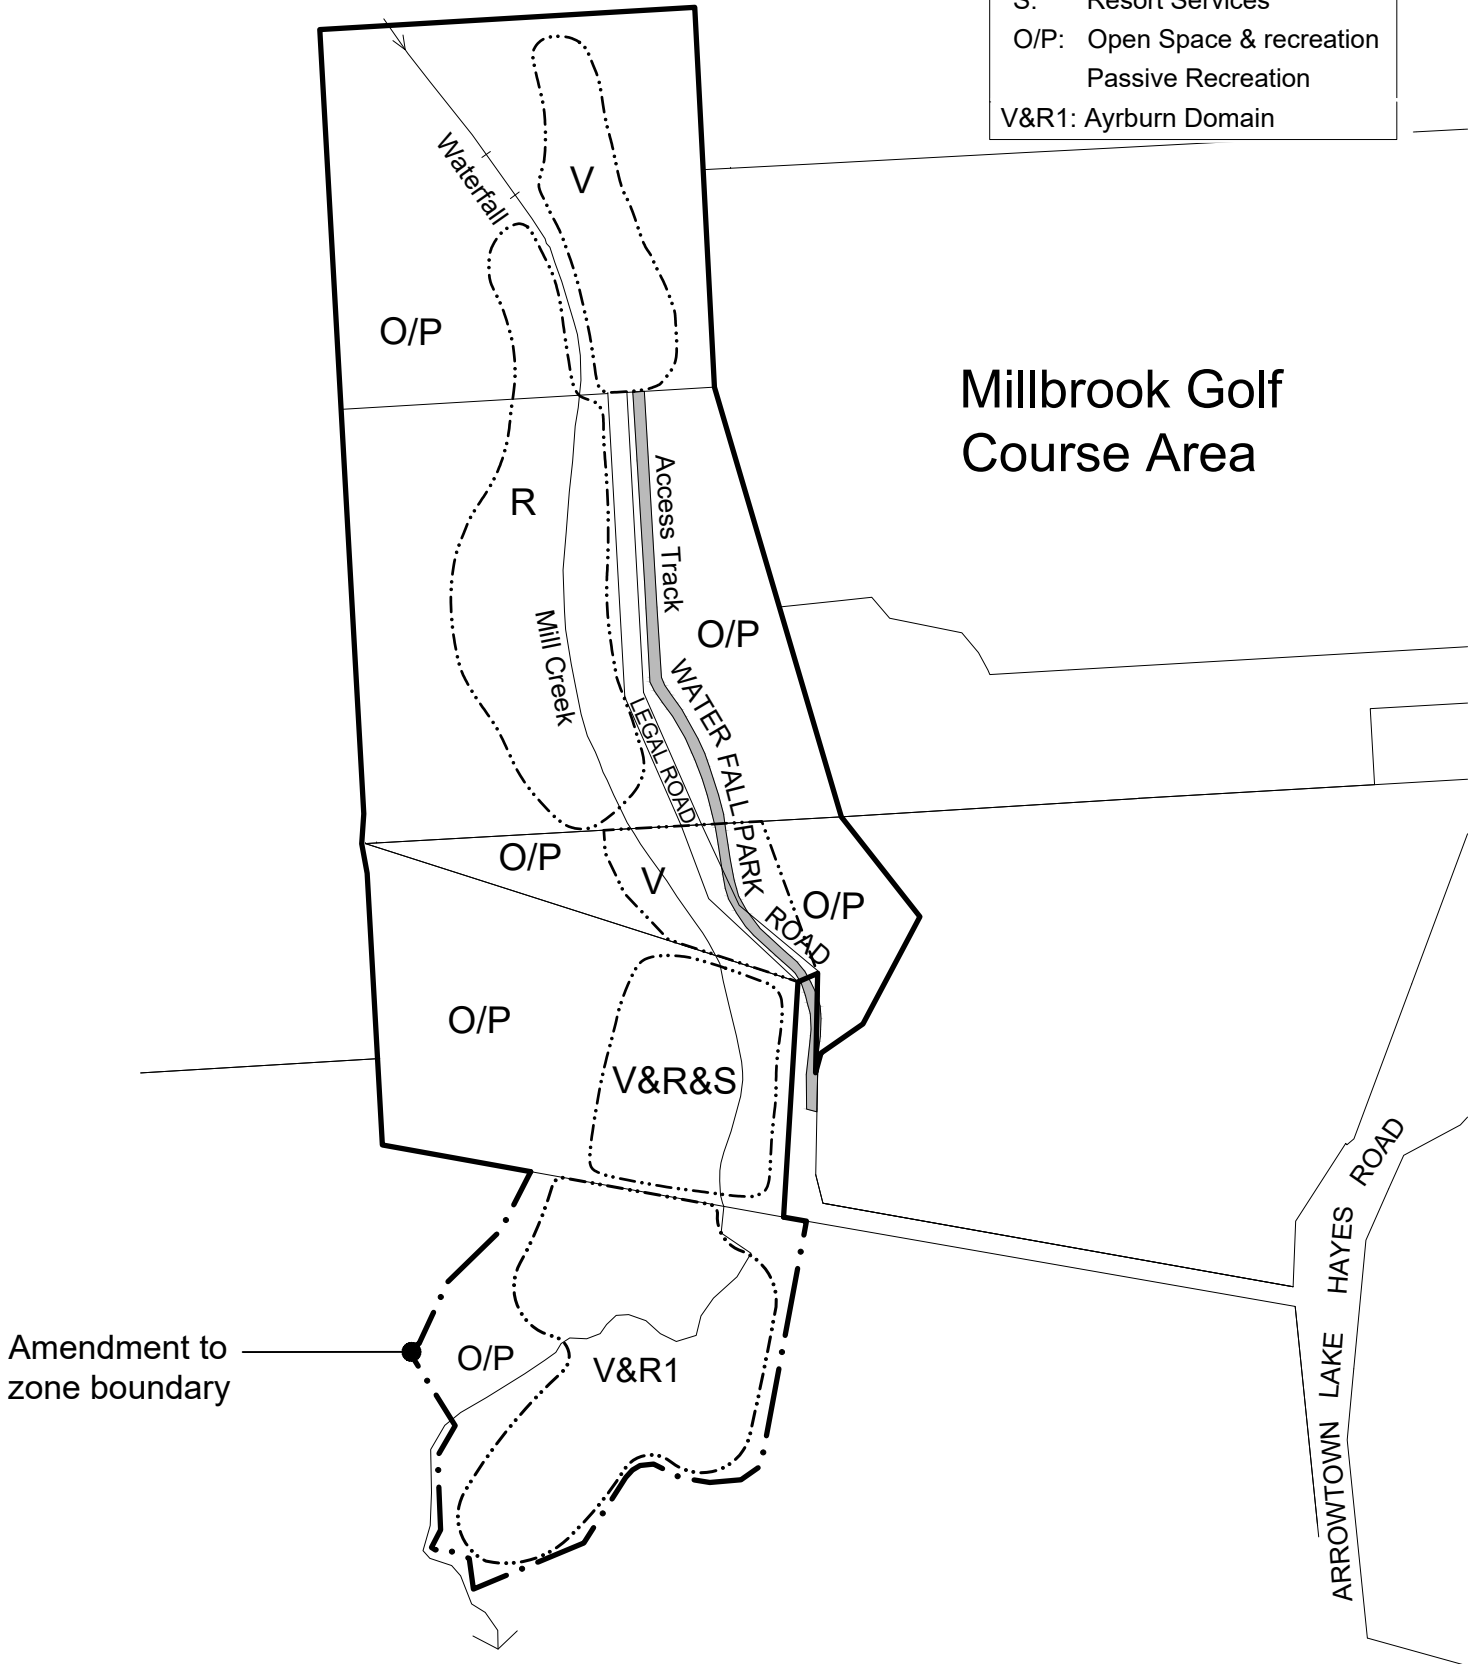 S: Resort Services
O/P: Open Space & recreation
Passive Recreation
V&R1: Ayrburn Domain
Waterfall
V
O/P
Millbrook Golf
Course Area
R
Access Track
O/P
Mill Creek
WATER FALL PARK ROAD
LEGAL ROAD
O/P
V
O/P
O/P
V&R&S
ARROWTOWN LAKE HAYES ROAD
Amendment to
zone boundary
O/P
V&R1